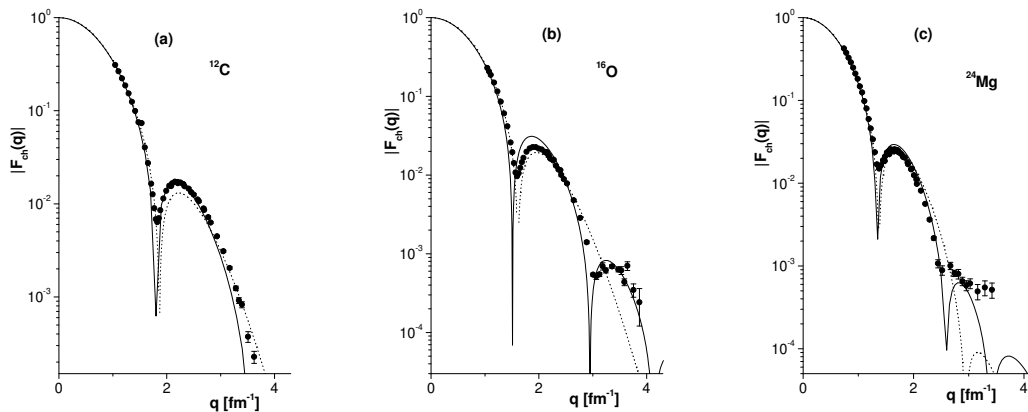 (a)
¹²C
|F_ch(q)|
10⁰
10⁻¹
10⁻²
10⁻³
0 1 2 3 4
q [fm⁻¹]
(b)
¹⁶O
|F_ch(q)|
10⁰
10⁻¹
10⁻²
10⁻³
10⁻⁴
0 2 4
q [fm⁻¹]
(c)
²⁴Mg
|F_ch(q)|
10⁰
10⁻¹
10⁻²
10⁻³
10⁻⁴
0 1 2 3 4
q [fm⁻¹]